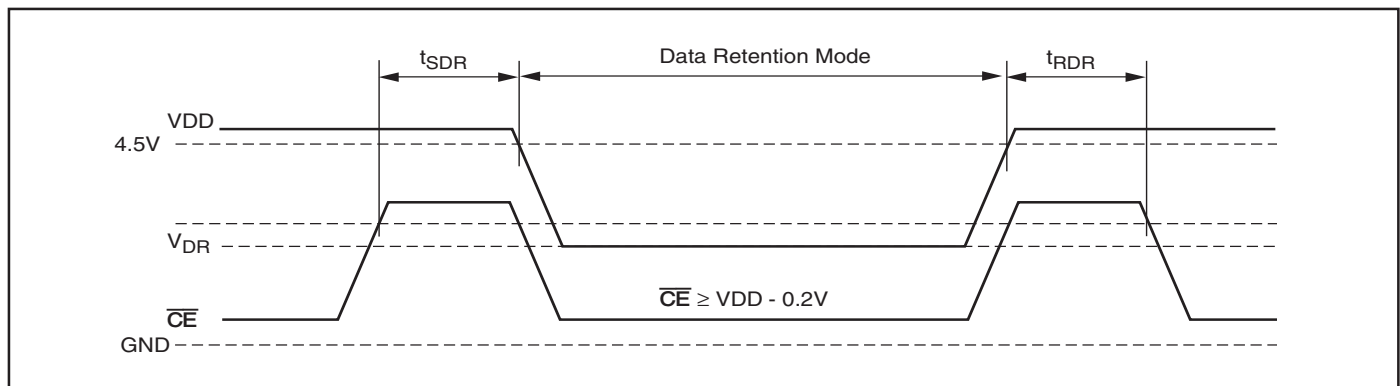 tSDR Data Retention Mode tRDR
VDD
4.5V
VDR
CE ≥ VDD - 0.2V
CE
GND